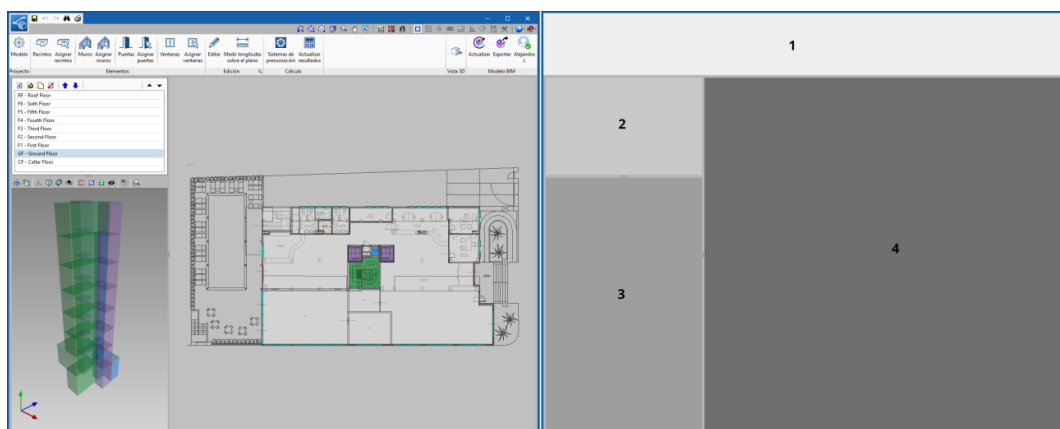 Modelo Recintos Asignar recintos Muros Asignar muros Puertas Asignar puertas Ventanas Asignar ventanas Editar Medir longitudes sobre el plano Sistemas de presurización Actualizar resultados Actualizar Exportar Alejandro
Proyecto Elementos Edición Cálculo Vista 3D Modelo BIM
RF - Roof Floor
F6 - Sixth Floor
F5 - Fifth Floor
F4 - Fourth Floor
F3 - Third Floor
F2 - Second Floor
F1 - First Floor
GF - Ground Floor
CF - Cellar Floor
1
2
3
4